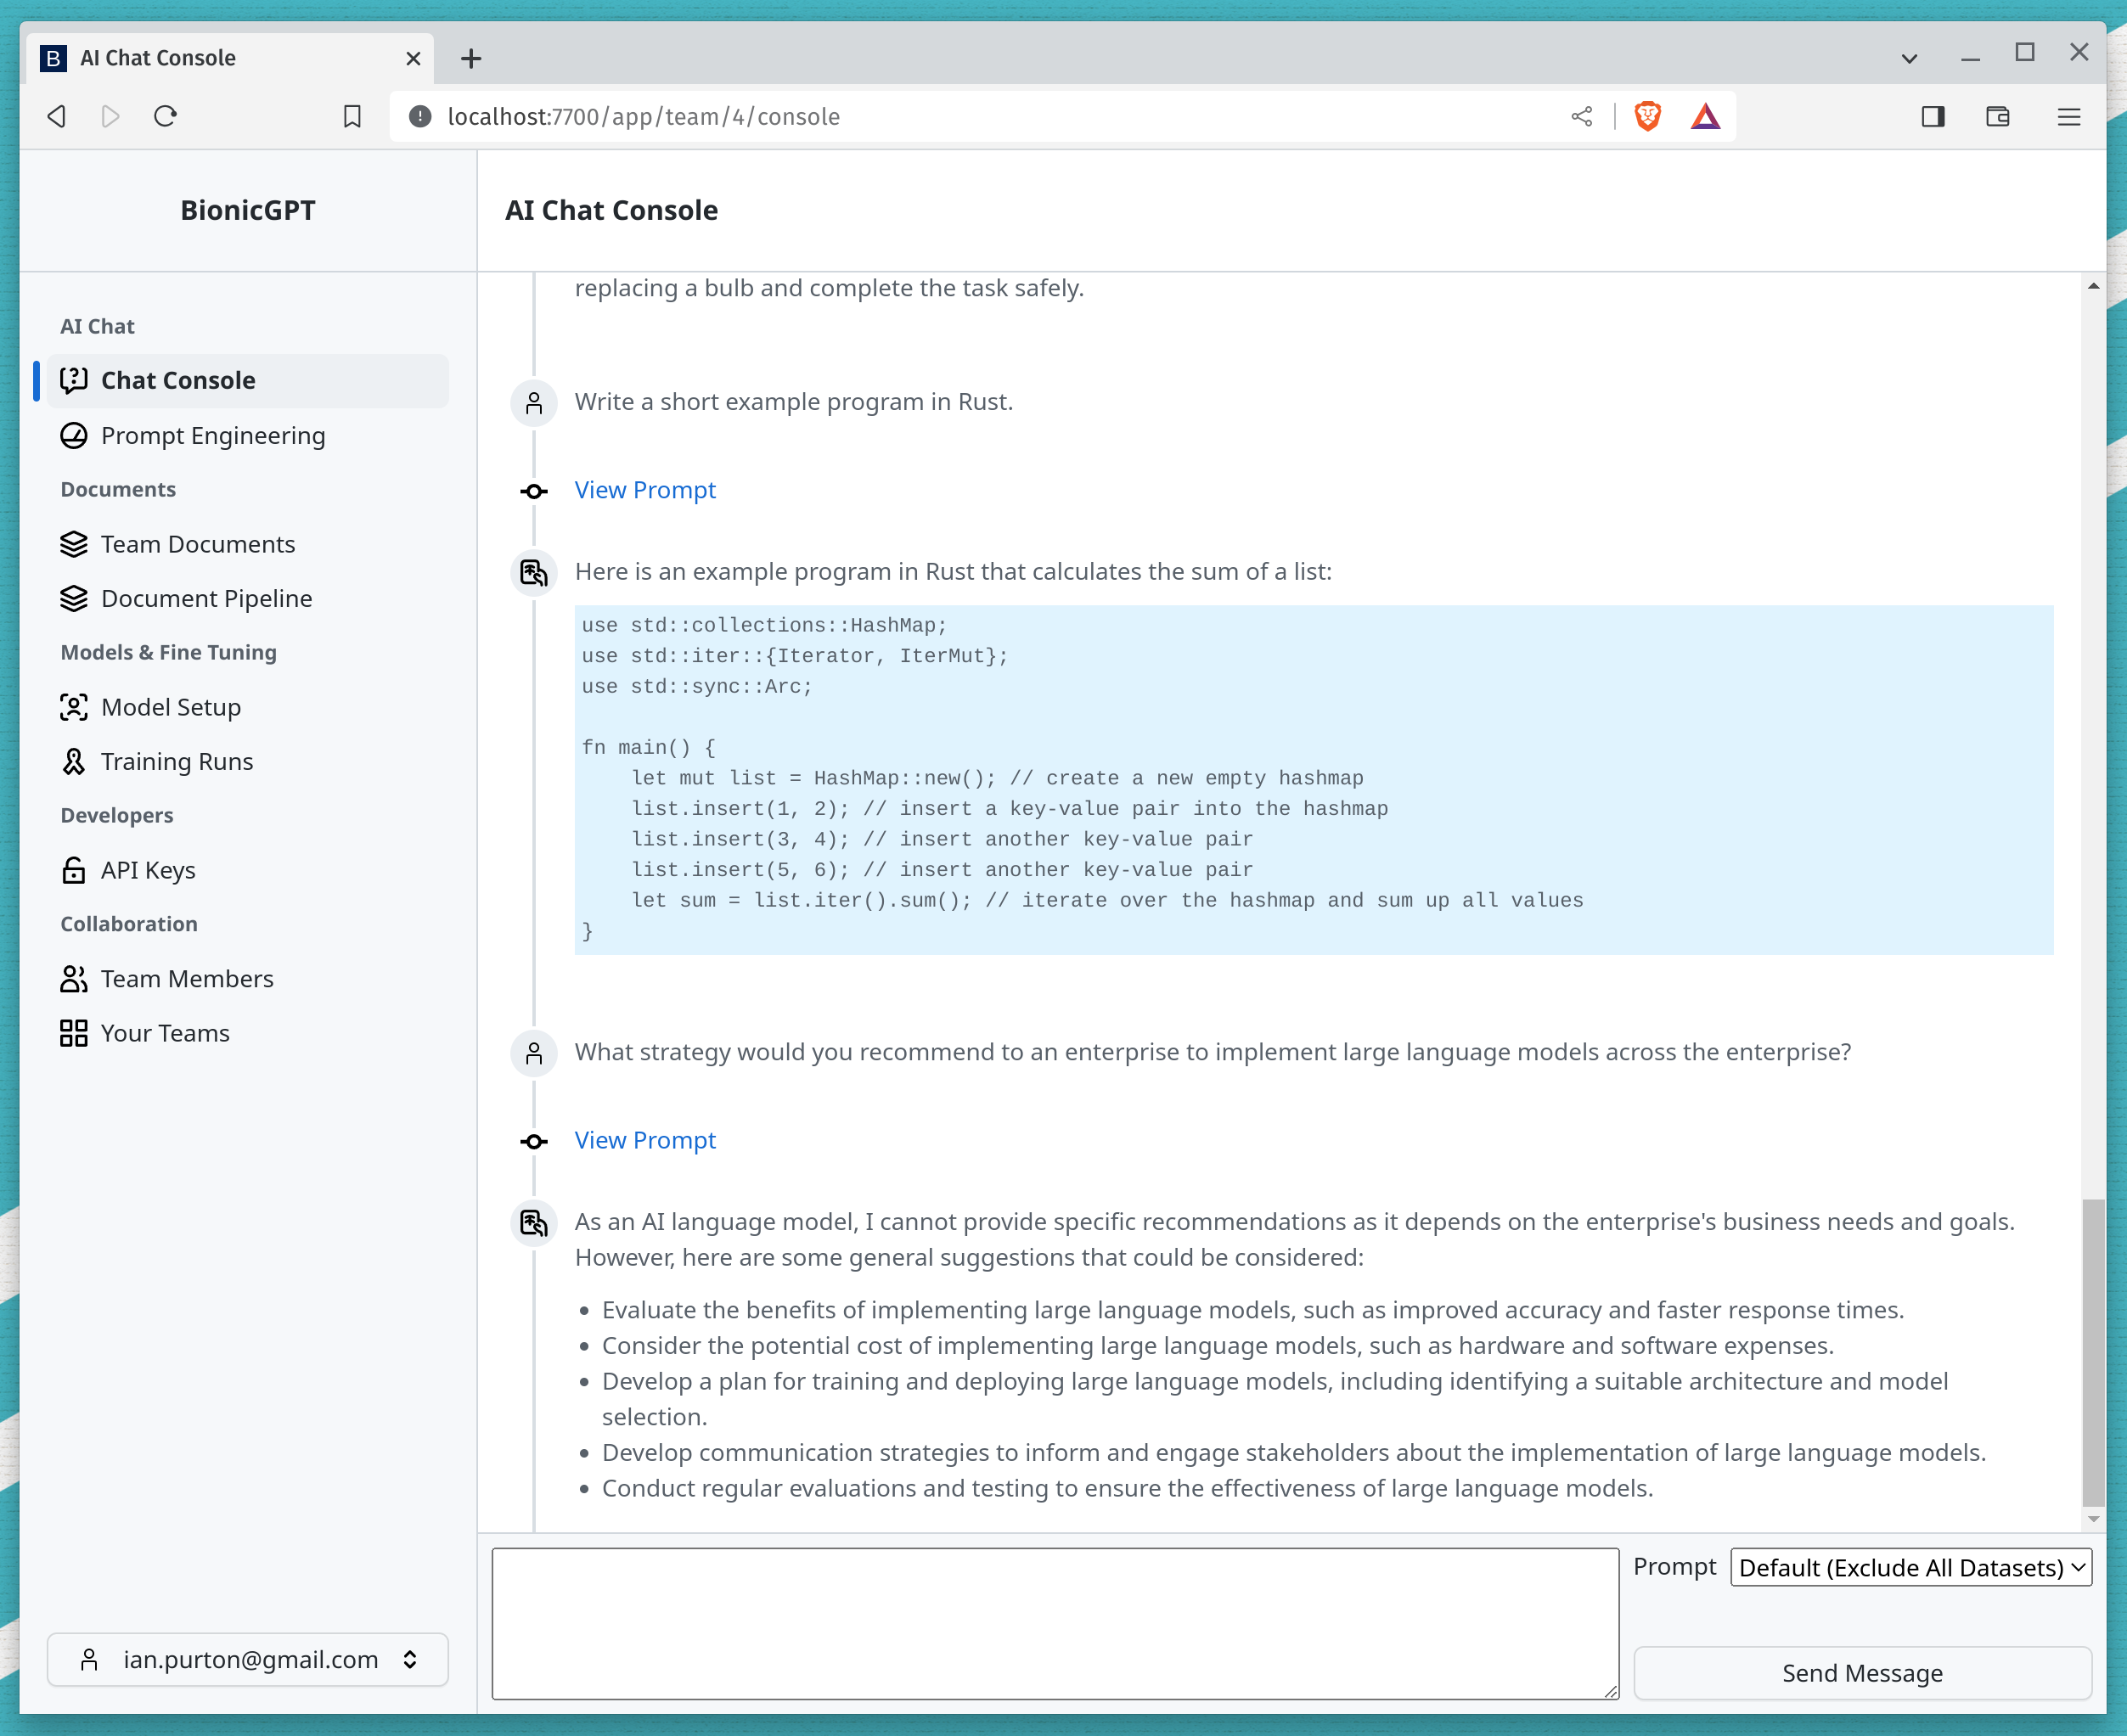 AI Chat Console
localhost:7700/app/team/4/console
BionicGPT
AI Chat
Chat Console
Prompt Engineering
Documents
Team Documents
Document Pipeline
Models & Fine Tuning
Model Setup
Training Runs
Developers
API Keys
Collaboration
Team Members
Your Teams
ian.purton@gmail.com
AI Chat Console
replacing a bulb and complete the task safely.
Write a short example program in Rust.
View Prompt
Here is an example program in Rust that calculates the sum of a list:
use std::collections::HashMap;
use std::iter::{Iterator, IterMut};
use std::sync::Arc;
fn main() {
    let mut list = HashMap::new(); // create a new empty hashmap
    list.insert(1, 2); // insert a key-value pair into the hashmap
    list.insert(3, 4); // insert another key-value pair
    list.insert(5, 6); // insert another key-value pair
    let sum = list.iter().sum(); // iterate over the hashmap and sum up all values
}
What strategy would you recommend to an enterprise to implement large language models across the enterprise?
View Prompt
As an AI language model, I cannot provide specific recommendations as it depends on the enterprise's business needs and goals.
However, here are some general suggestions that could be considered:
• Evaluate the benefits of implementing large language models, such as improved accuracy and faster response times.
• Consider the potential cost of implementing large language models, such as hardware and software expenses.
• Develop a plan for training and deploying large language models, including identifying a suitable architecture and model
selection.
• Develop communication strategies to inform and engage stakeholders about the implementation of large language models.
• Conduct regular evaluations and testing to ensure the effectiveness of large language models.
Prompt Default (Exclude All Datasets)
Send Message